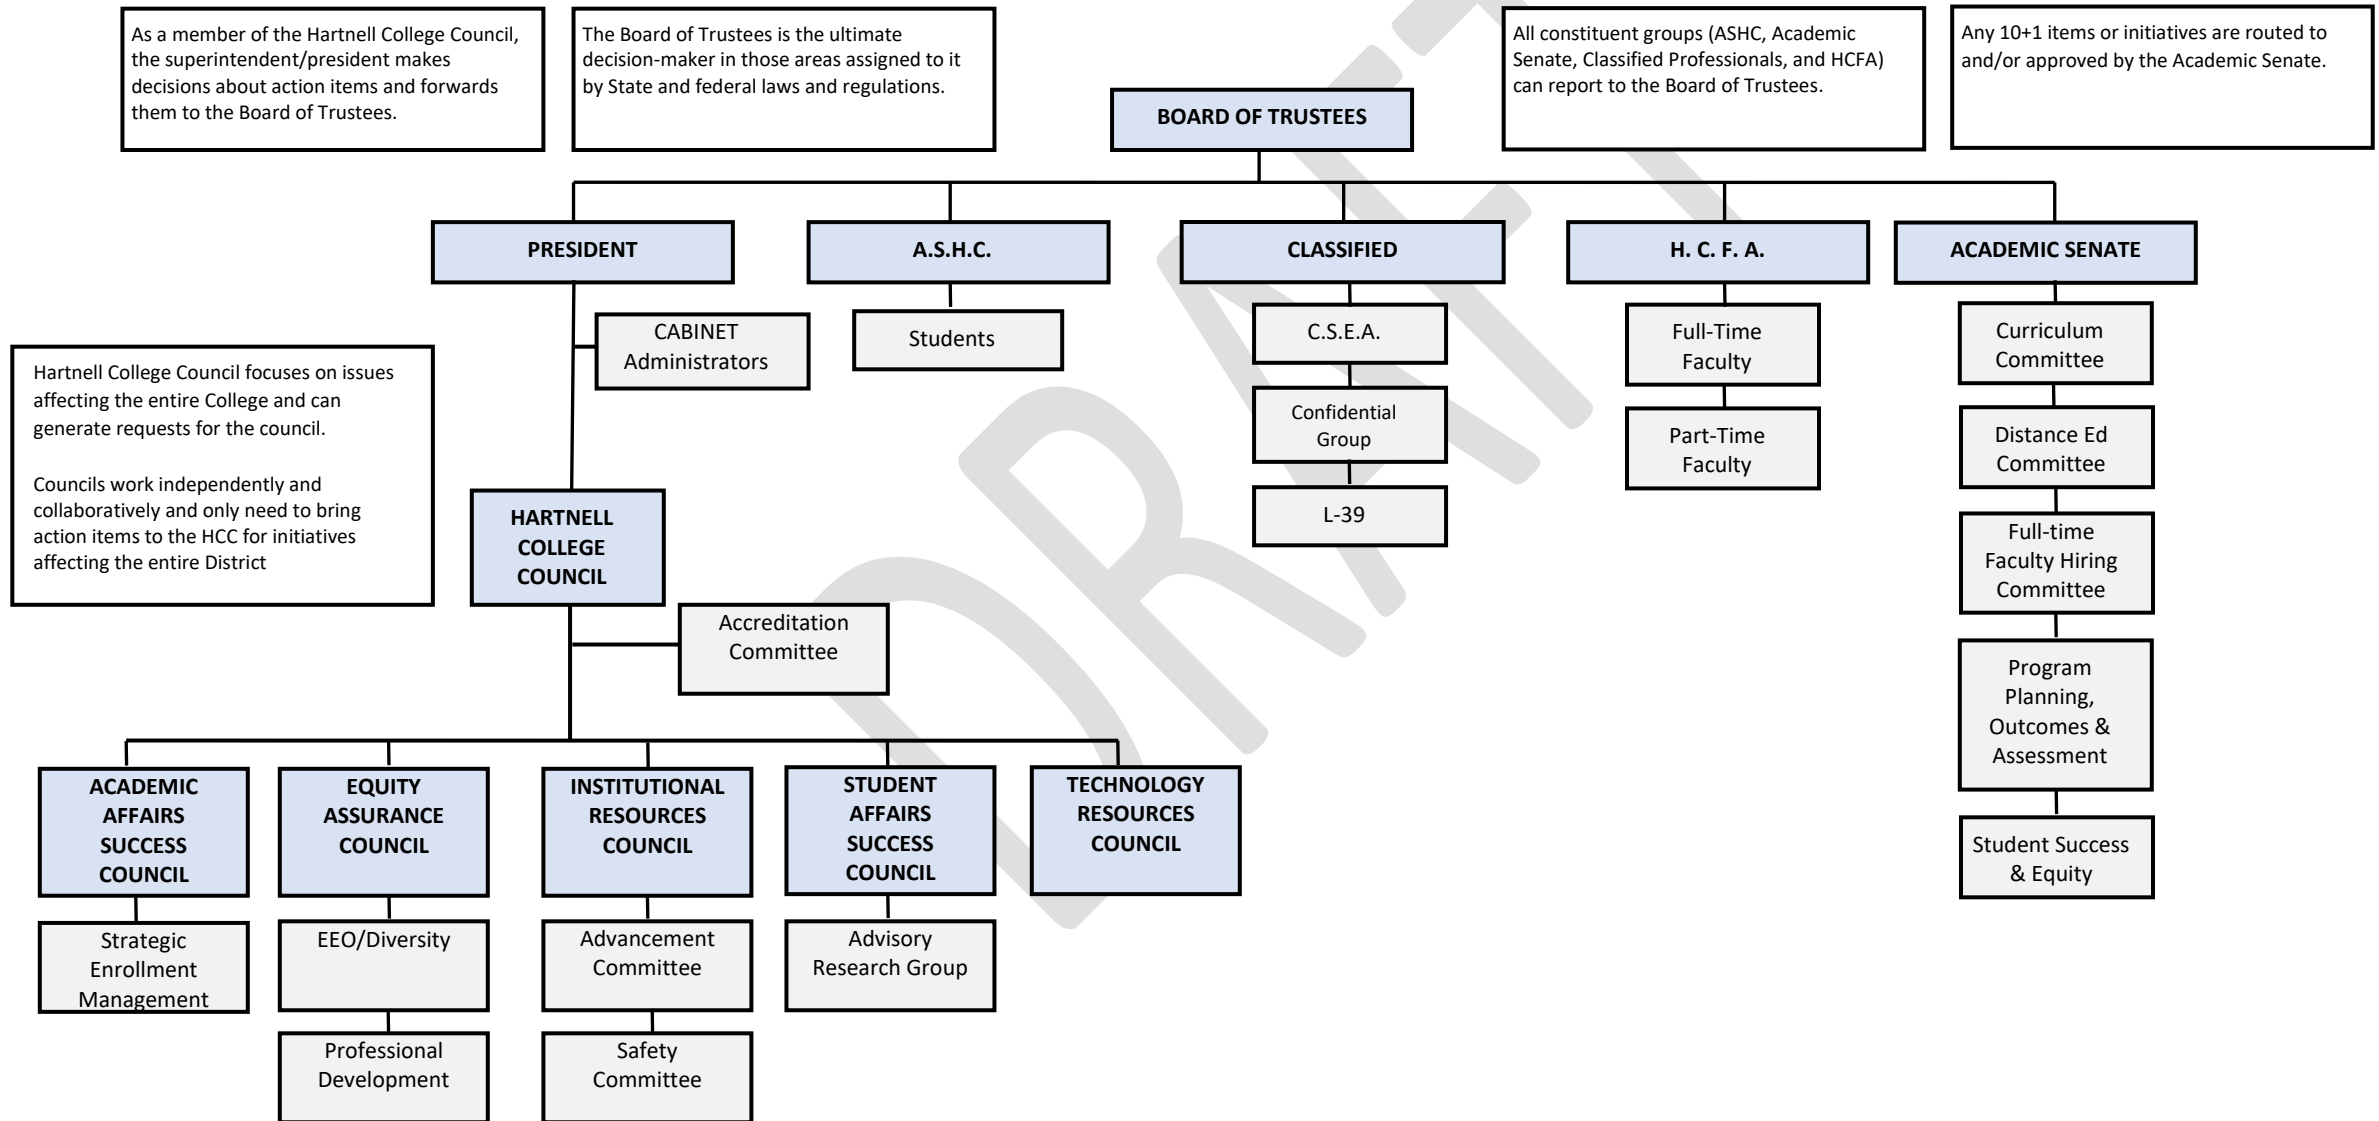 As a member of the Hartnell College Council,
the superintendent/president makes
decisions about action items and forwards
them to the Board of Trustees.
The Board of Trustees is the ultimate
decision-maker in those areas assigned to it
by State and federal laws and regulations.
All constituent groups (ASHC, Academic
Senate, Classified Professionals, and HCFA)
can report to the Board of Trustees.
Any 10+1 items or initiatives are routed to
and/or approved by the Academic Senate.
BOARD OF TRUSTEES
PRESIDENT
A.S.H.C.
CLASSIFIED
H. C. F. A.
ACADEMIC SENATE
CABINET
Administrators
Students
C.S.E.A.
Confidential
Group
L-39
Full-Time
Faculty
Part-Time
Faculty
Curriculum
Committee
Distance Ed
Committee
Full-time
Faculty Hiring
Committee
Program
Planning,
Outcomes &
Assessment
Student Success
& Equity
Hartnell College Council focuses on issues
affecting the entire College and can
generate requests for the council.
Councils work independently and
collaboratively and only need to bring
action items to the HCC for initiatives
affecting the entire District
HARTNELL
COLLEGE
COUNCIL
Accreditation
Committee
ACADEMIC
AFFAIRS
SUCCESS
COUNCIL
EQUITY
ASSURANCE
COUNCIL
INSTITUTIONAL
RESOURCES
COUNCIL
STUDENT
AFFAIRS
SUCCESS
COUNCIL
TECHNOLOGY
RESOURCES
COUNCIL
Strategic
Enrollment
Management
EEO/Diversity
Advancement
Committee
Advisory
Research Group
Professional
Development
Safety
Committee
DRAFT